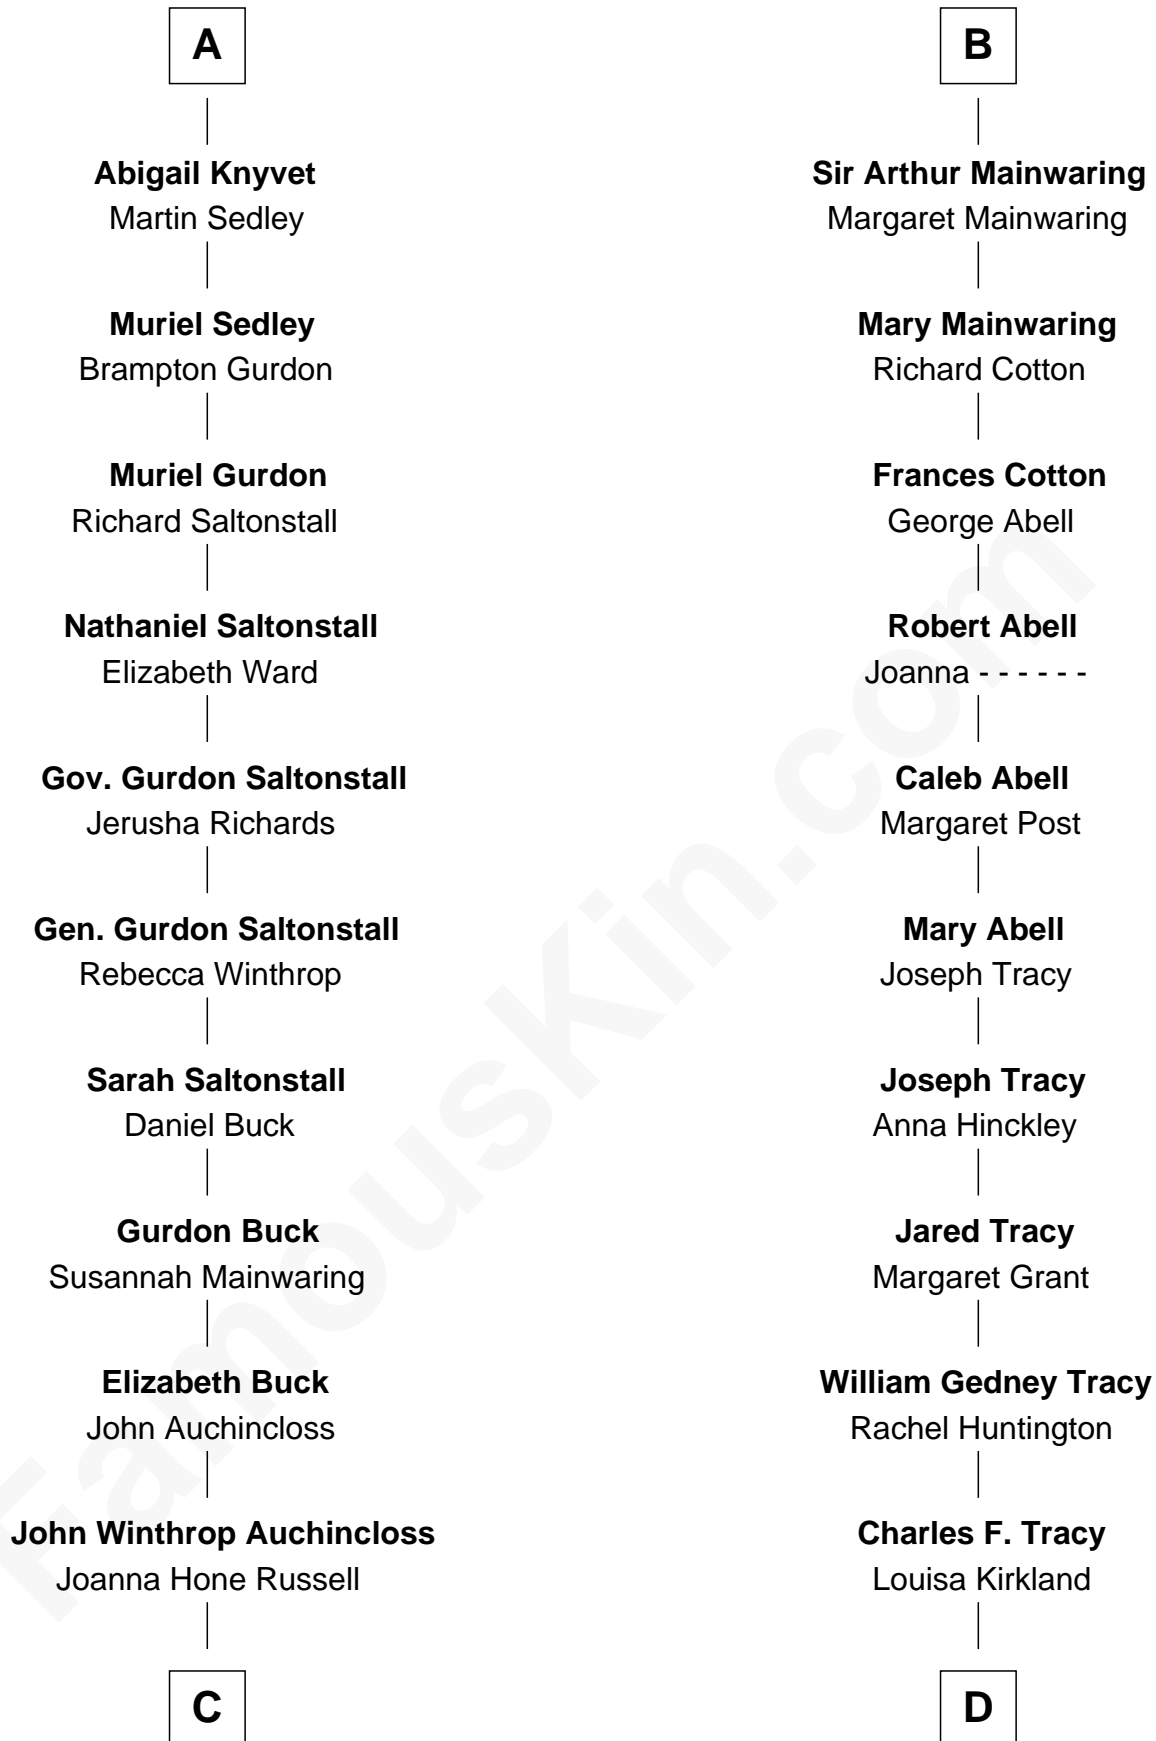 A
Abigail Knyvet
Martin Sedley
Muriel Sedley
Brampton Gurdon
Muriel Gurdon
Richard Saltonstall
Nathaniel Saltonstall
Elizabeth Ward
Gov. Gurdon Saltonstall
Jerusha Richards
Gen. Gurdon Saltonstall
Rebecca Winthrop
Sarah Saltonstall
Daniel Buck
Gurdon Buck
Susannah Mainwaring
Elizabeth Buck
John Auchincloss
John Winthrop Auchincloss
Joanna Hone Russell
C
B
Sir Arthur Mainwaring
Margaret Mainwaring
Mary Mainwaring
Richard Cotton
Frances Cotton
George Abell
Robert Abell
Joanna - - - - - -
Caleb Abell
Margaret Post
Mary Abell
Joseph Tracy
Joseph Tracy
Anna Hinckley
Jared Tracy
Margaret Grant
William Gedney Tracy
Rachel Huntington
Charles F. Tracy
Louisa Kirkland
D
FamousKin.com